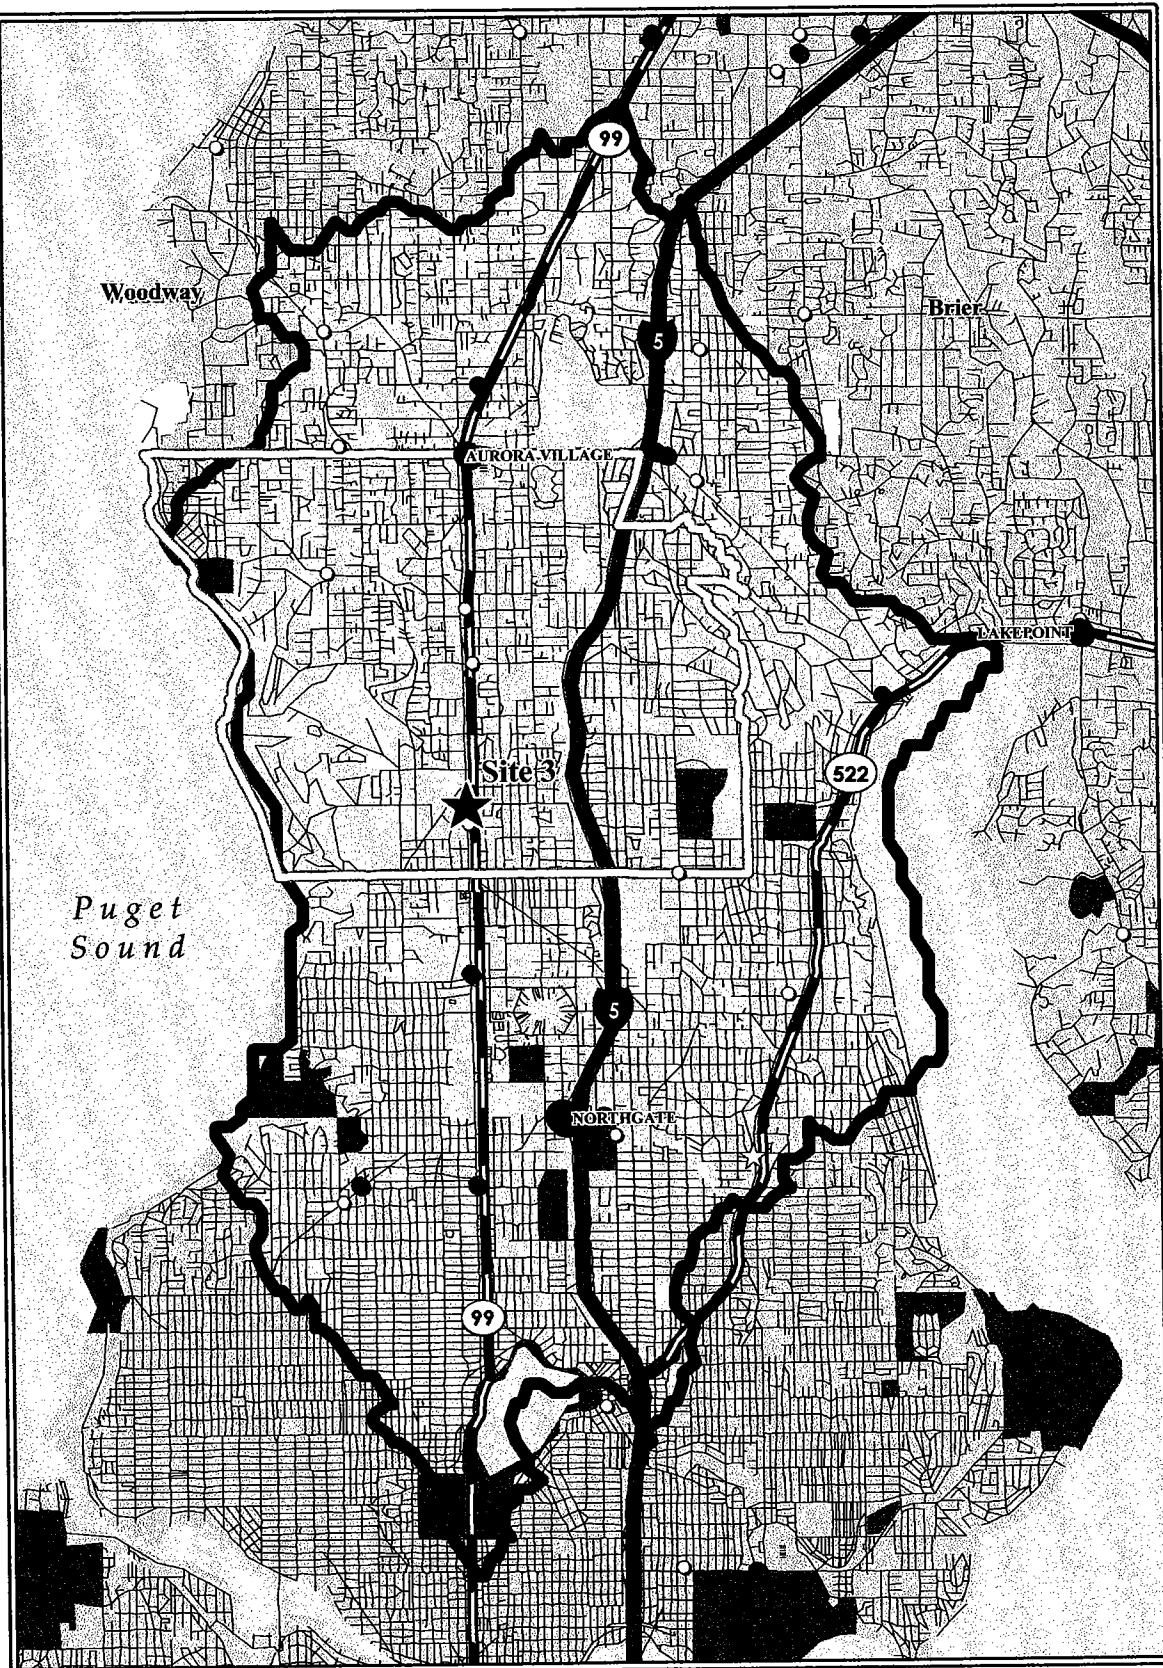 99
Woodway
Brier
5
AURORA VILLAGE
LAKEPOINT
Site 3
522
Puget
Sound
5
NORTHGATE
99